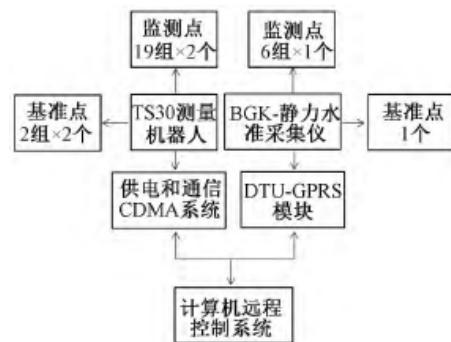 监测点
19组×2个
监测点
6组×1个
基准点
2组×2个
TS30测量
机器人
BGK-静力水
准采集仪
基准点
1个
供电和通信
CDMA系统
DTU-GPRS
模块
计算机远程
控制系统